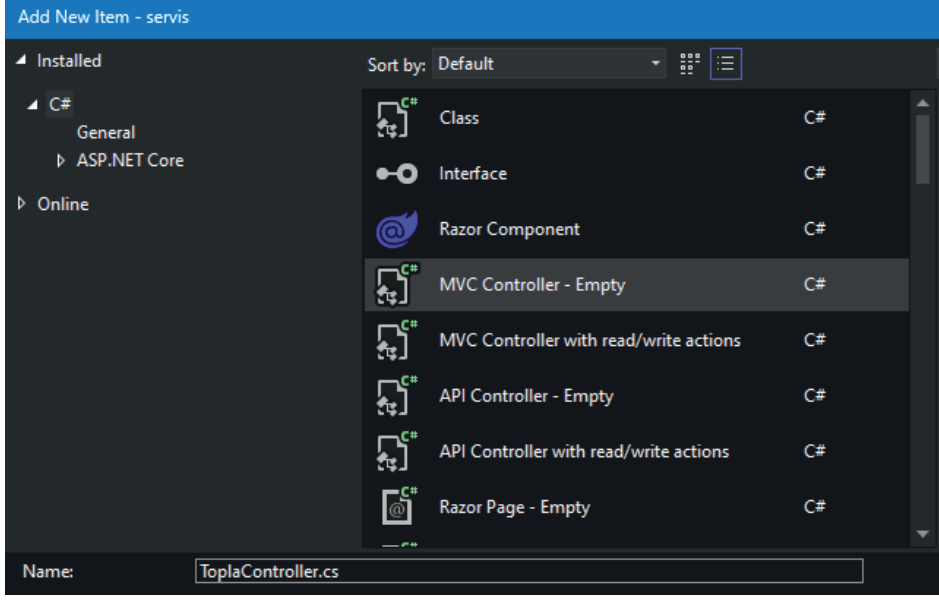 Add New Item - servis
Installed
C#
General
ASP.NET Core
Online
Sort by: Default
C# Class C#
Interface C#
@ Razor Component C#
C# MVC Controller - Empty C#
C# MVC Controller with read/write actions C#
C# API Controller - Empty C#
C# API Controller with read/write actions C#
C# @ Razor Page - Empty C#
C#
Name: ToplaController.cs